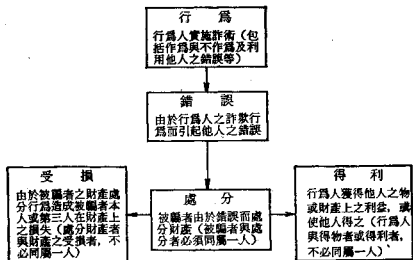 行為
行爲人實施詐術（包
括作爲與不作爲及利
用他人之錯誤等）
錯誤
由於行爲人之詐欺行
爲而引起他人之錯誤
受損
由於被騙者之財產處
分行爲造成被騙者本
人或第三人在財產上
之損失（處分財產者
與財產之受損者，不
必同屬一人）
處分
被騙者由於錯誤而處
分財產（被騙者與處
分者必須同屬一人）
得利
行爲人獲得他人之物
或財產上之利益，或
使他人得之（行爲人
與得物者或得利者，
不必同屬一人）